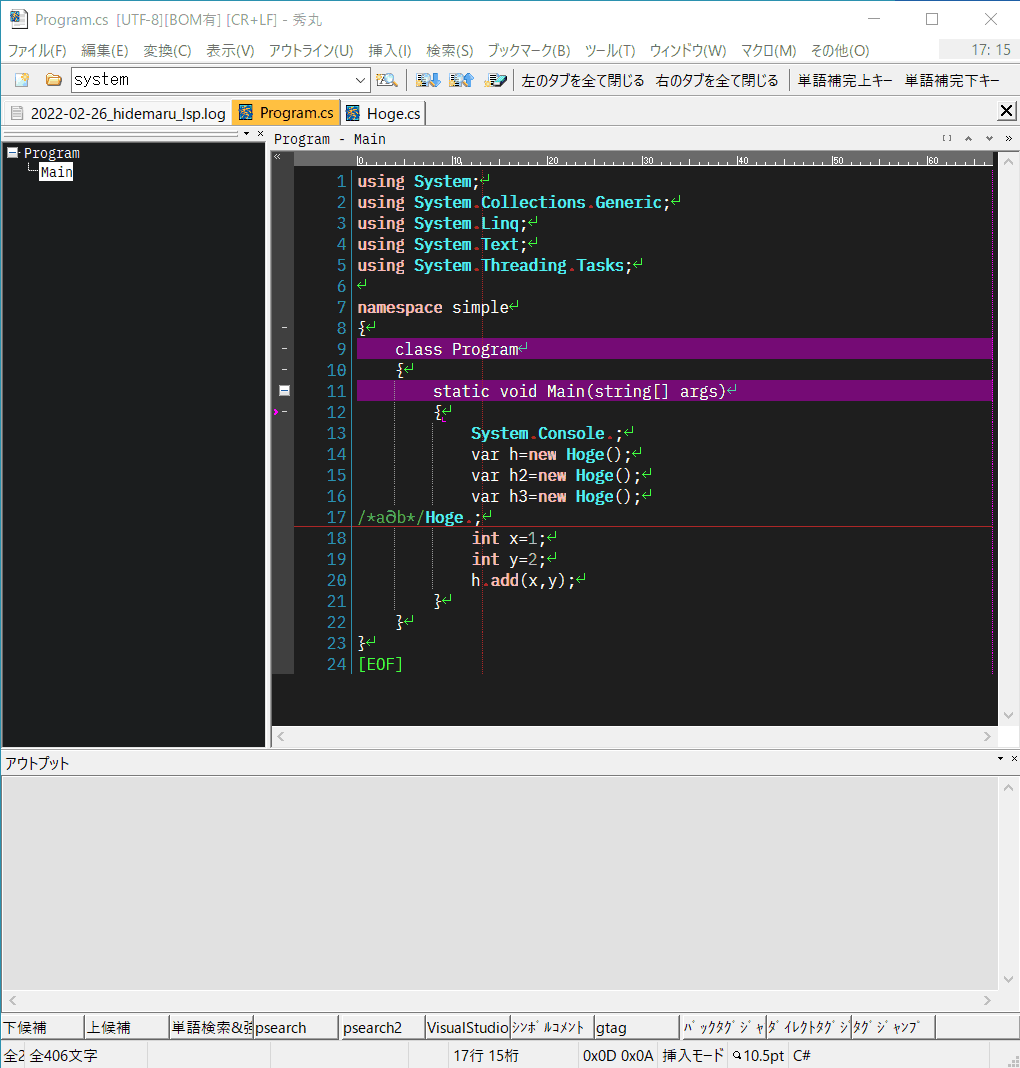 Program.cs [UTF-8][BOM有] [CR+LF] - 秀丸
ファイル(F) 編集(E) 変換(C) 表示(V) アウトライン(U) 挿入(I) 検索(S) ブックマーク(B) ツール(T) ウィンドウ(W) マクロ(M) その他(O) 17: 15
system 左のタブを全て閉じる 右のタブを全て閉じる 単語補完上キー 単語補完下キー
2022-02-26_hidemaru_lsp.log Program.cs Hoge.cs
Program - Main
Program
Main
0 10 20 30 40 50 60
1 using System;
2 using System.Collections.Generic;
3 using System.Linq;
4 using System.Text;
5 using System.Threading.Tasks;
6
7 namespace simple
8 {
9 class Program
10 {
11 static void Main(string[] args)
12 {
13 System.Console.;
14 var h=new Hoge();
15 var h2=new Hoge();
16 var h3=new Hoge();
17 /*a∂b*/Hoge.;
18 int x=1;
19 int y=2;
20 h.add(x,y);
21 }
22 }
23 }
24 [EOF]
アウトプット
下候補 上候補 単語検索&強 psearch psearch2 VisualStudio ｼﾝﾎﾞﾙｺﾒﾝﾄ gtag ﾊﾞｯｸﾀｸﾞｼﾞｬ ﾀﾞｲﾚｸﾄﾀｸﾞｼﾞ ﾀｸﾞｼﾞｬﾝﾌﾟ
全2 全406文字 17行 15桁 0x0D 0x0A 挿入モード 10.5pt C#